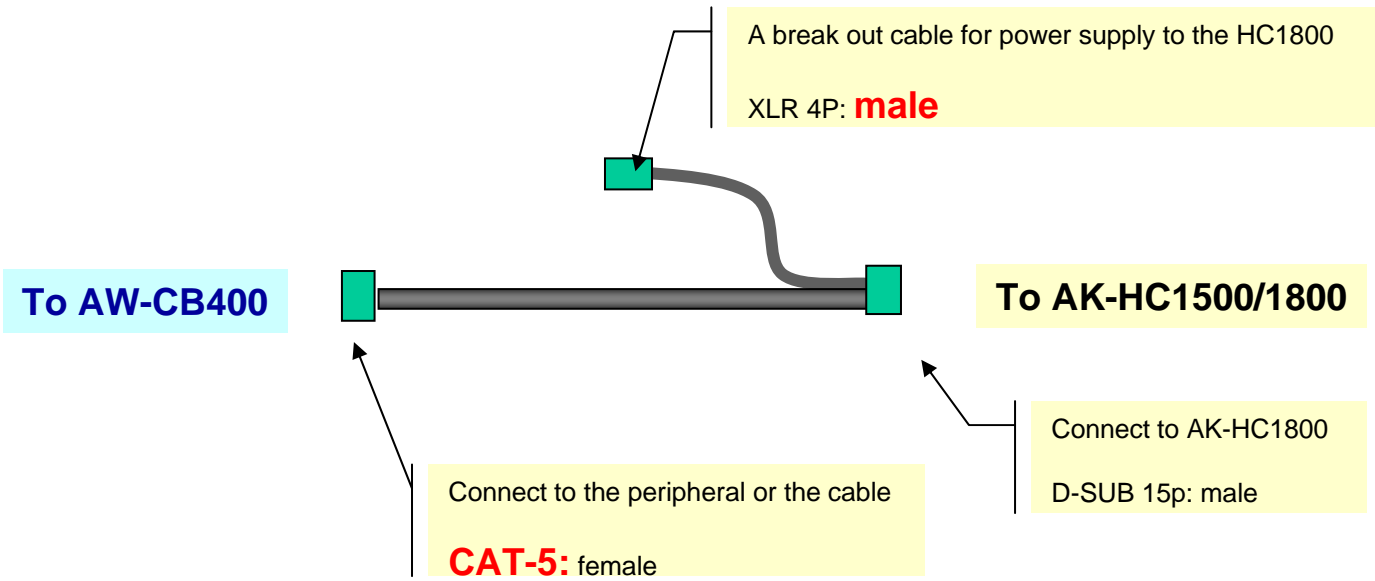 A break out cable for power supply to the HC1800
XLR 4P: male
To AW-CB400
To AK-HC1500/1800
Connect to AK-HC1800
D-SUB 15p: male
Connect to the peripheral or the cable
CAT-5: female